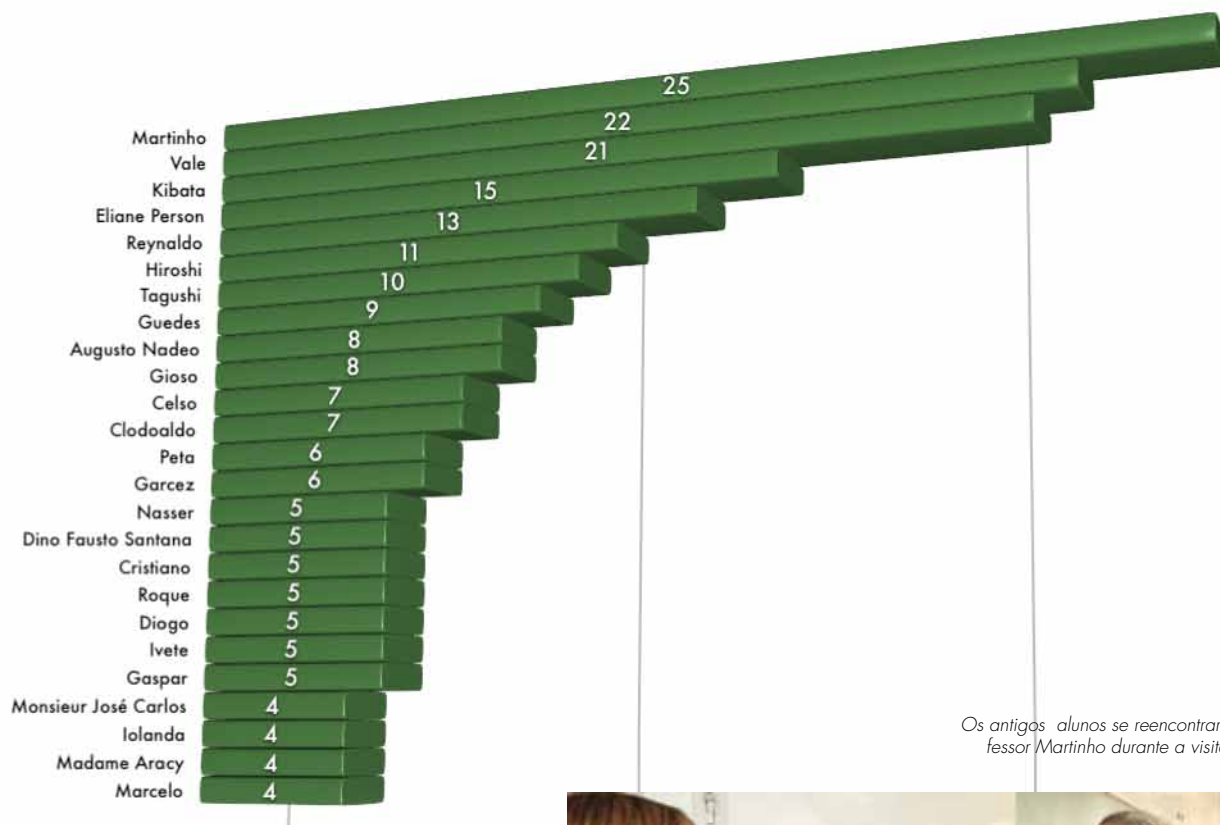 Martinho 25
Vale 22
Kibata 21
Eliane Person 15
Reynaldo 13
Hiroshi 11
Tagushi 10
Guedes 9
Augusto Nadeo 8
Gioso 8
Celso 7
Clodoaldo 7
Peta 6
Garcez 6
Nasser 5
Dino Fausto Santana 5
Cristiano 5
Roque 5
Diogo 5
Ivete 5
Gaspar 5
Monsieur José Carlos 4
Iolanda 4
Madame Aracy 4
Marcelo 4
Os antigos alunos se reencontra
fessor Martinho durante a visit